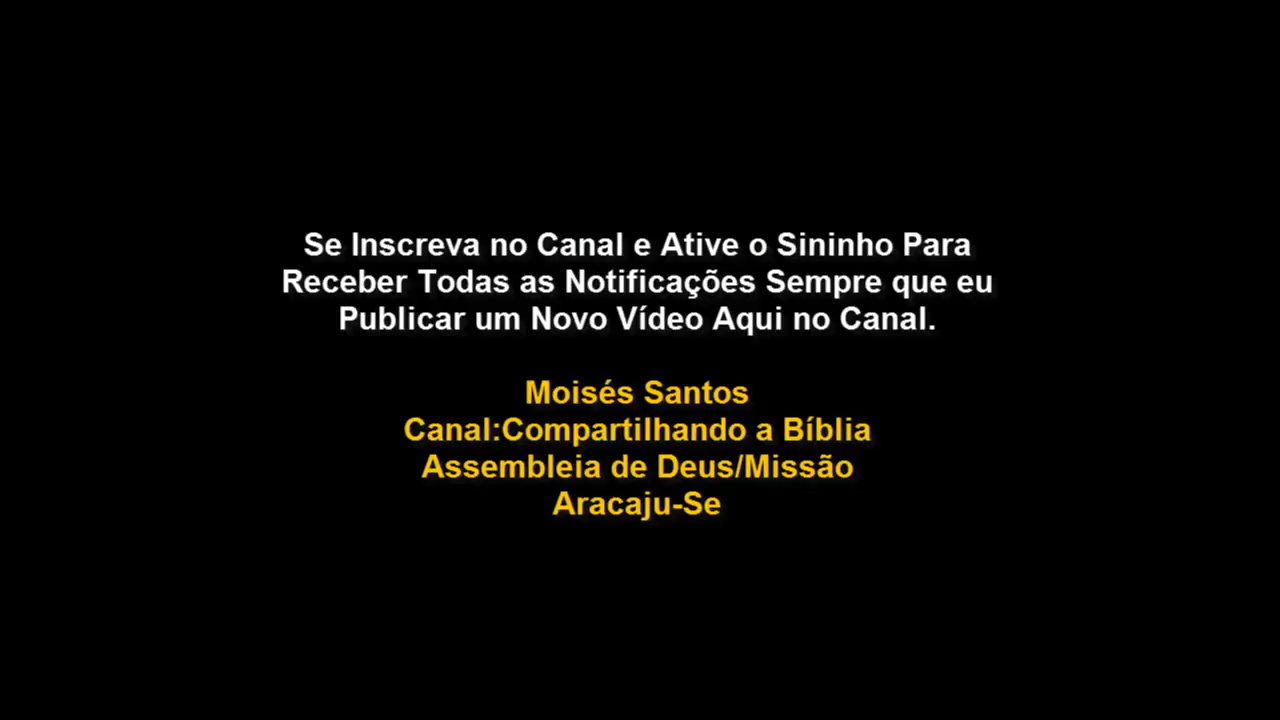 Se Inscreva no Canal e Ative o Sininho Para
Receber Todas as Notificações Sempre que eu
Publicar um Novo Vídeo Aqui no Canal.
Moisés Santos
Canal:Compartilhando a Bíblia
Assembleia de Deus/Missão
Aracaju-Se